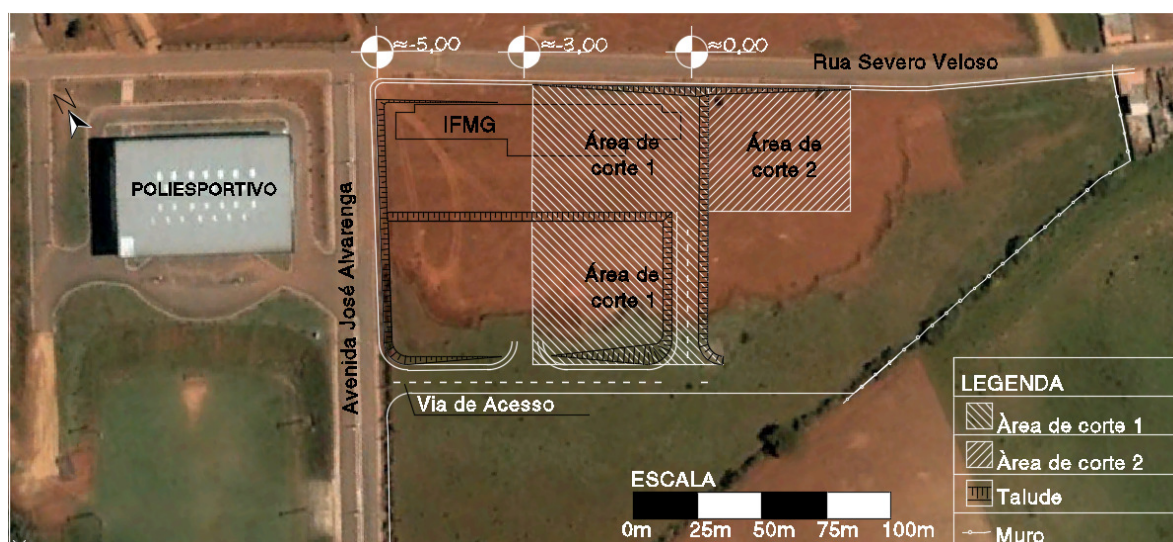 ≈-5,00
≈-3,00
≈0,00
Rua Severo Veloso
N
IFMG
Área de
corte 1
Área de
corte 2
POLIESPORTIVO
Avenida José Alvarenga
Área de
corte 1
Via de Acesso
LEGENDA
Àrea de corte 1
Àrea de corte 2
Talude
Muro
ESCALA
0m 25m 50m 75m 100m